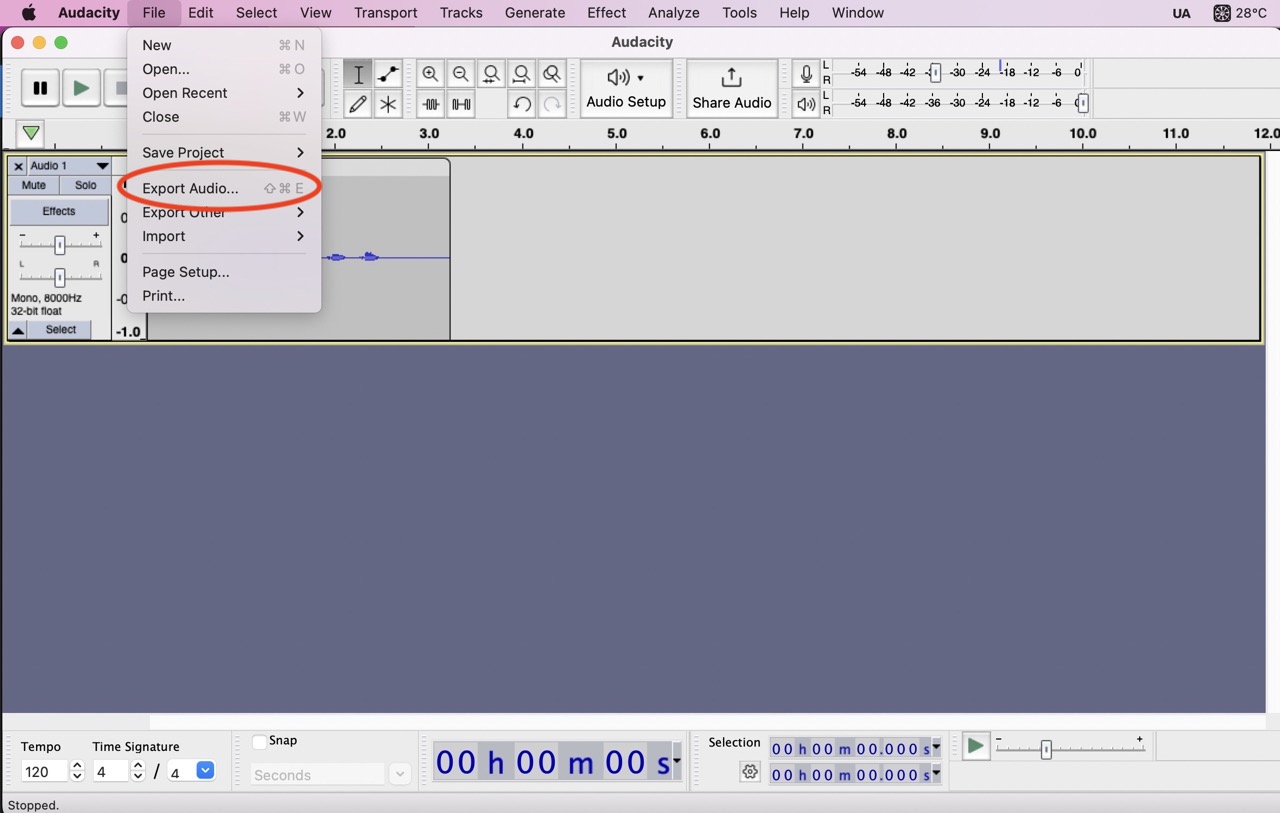 Audacity File Edit Select View Transport Tracks Generate Effect Analyze Tools Help Window UA 28°C
Audacity
New ⌘ N
Open... ⌘ O
Open Recent >
Close ⌘ W
Save Project >
Export Audio... ⇧ ⌘ E
Export Other >
Import >
Page Setup...
Print...
Audio Setup
Share Audio
L
R
-54 -48 -42 -30 -24 -18 -12 -6 0
L
R
-54 -48 -42 -36 -30 -24 -18 -12 -6
2.0 3.0 4.0 5.0 6.0 7.0 8.0 9.0 10.0 11.0 12.0
Audio 1
Mute Solo
Effects
- +
L R
Mono, 8000Hz
32-bit float
Select
-1.0
Tempo
120
Time Signature
4 / 4
Snap
Seconds
00 h 00 m 00 s
Selection
00 h 00 m 00.000 s
00 h 00 m 00.000 s
- +
Stopped.